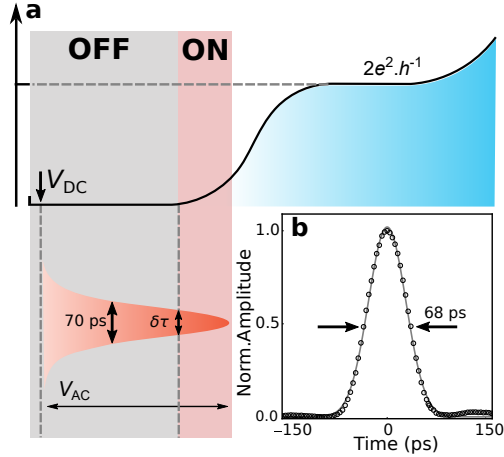 a
OFF ON
2e².h⁻¹
V_DC
70 ps δτ
V_AC
b
Norm.Amplitude
1.0
0.5
0.0
68 ps
−150 0 150
Time (ps)